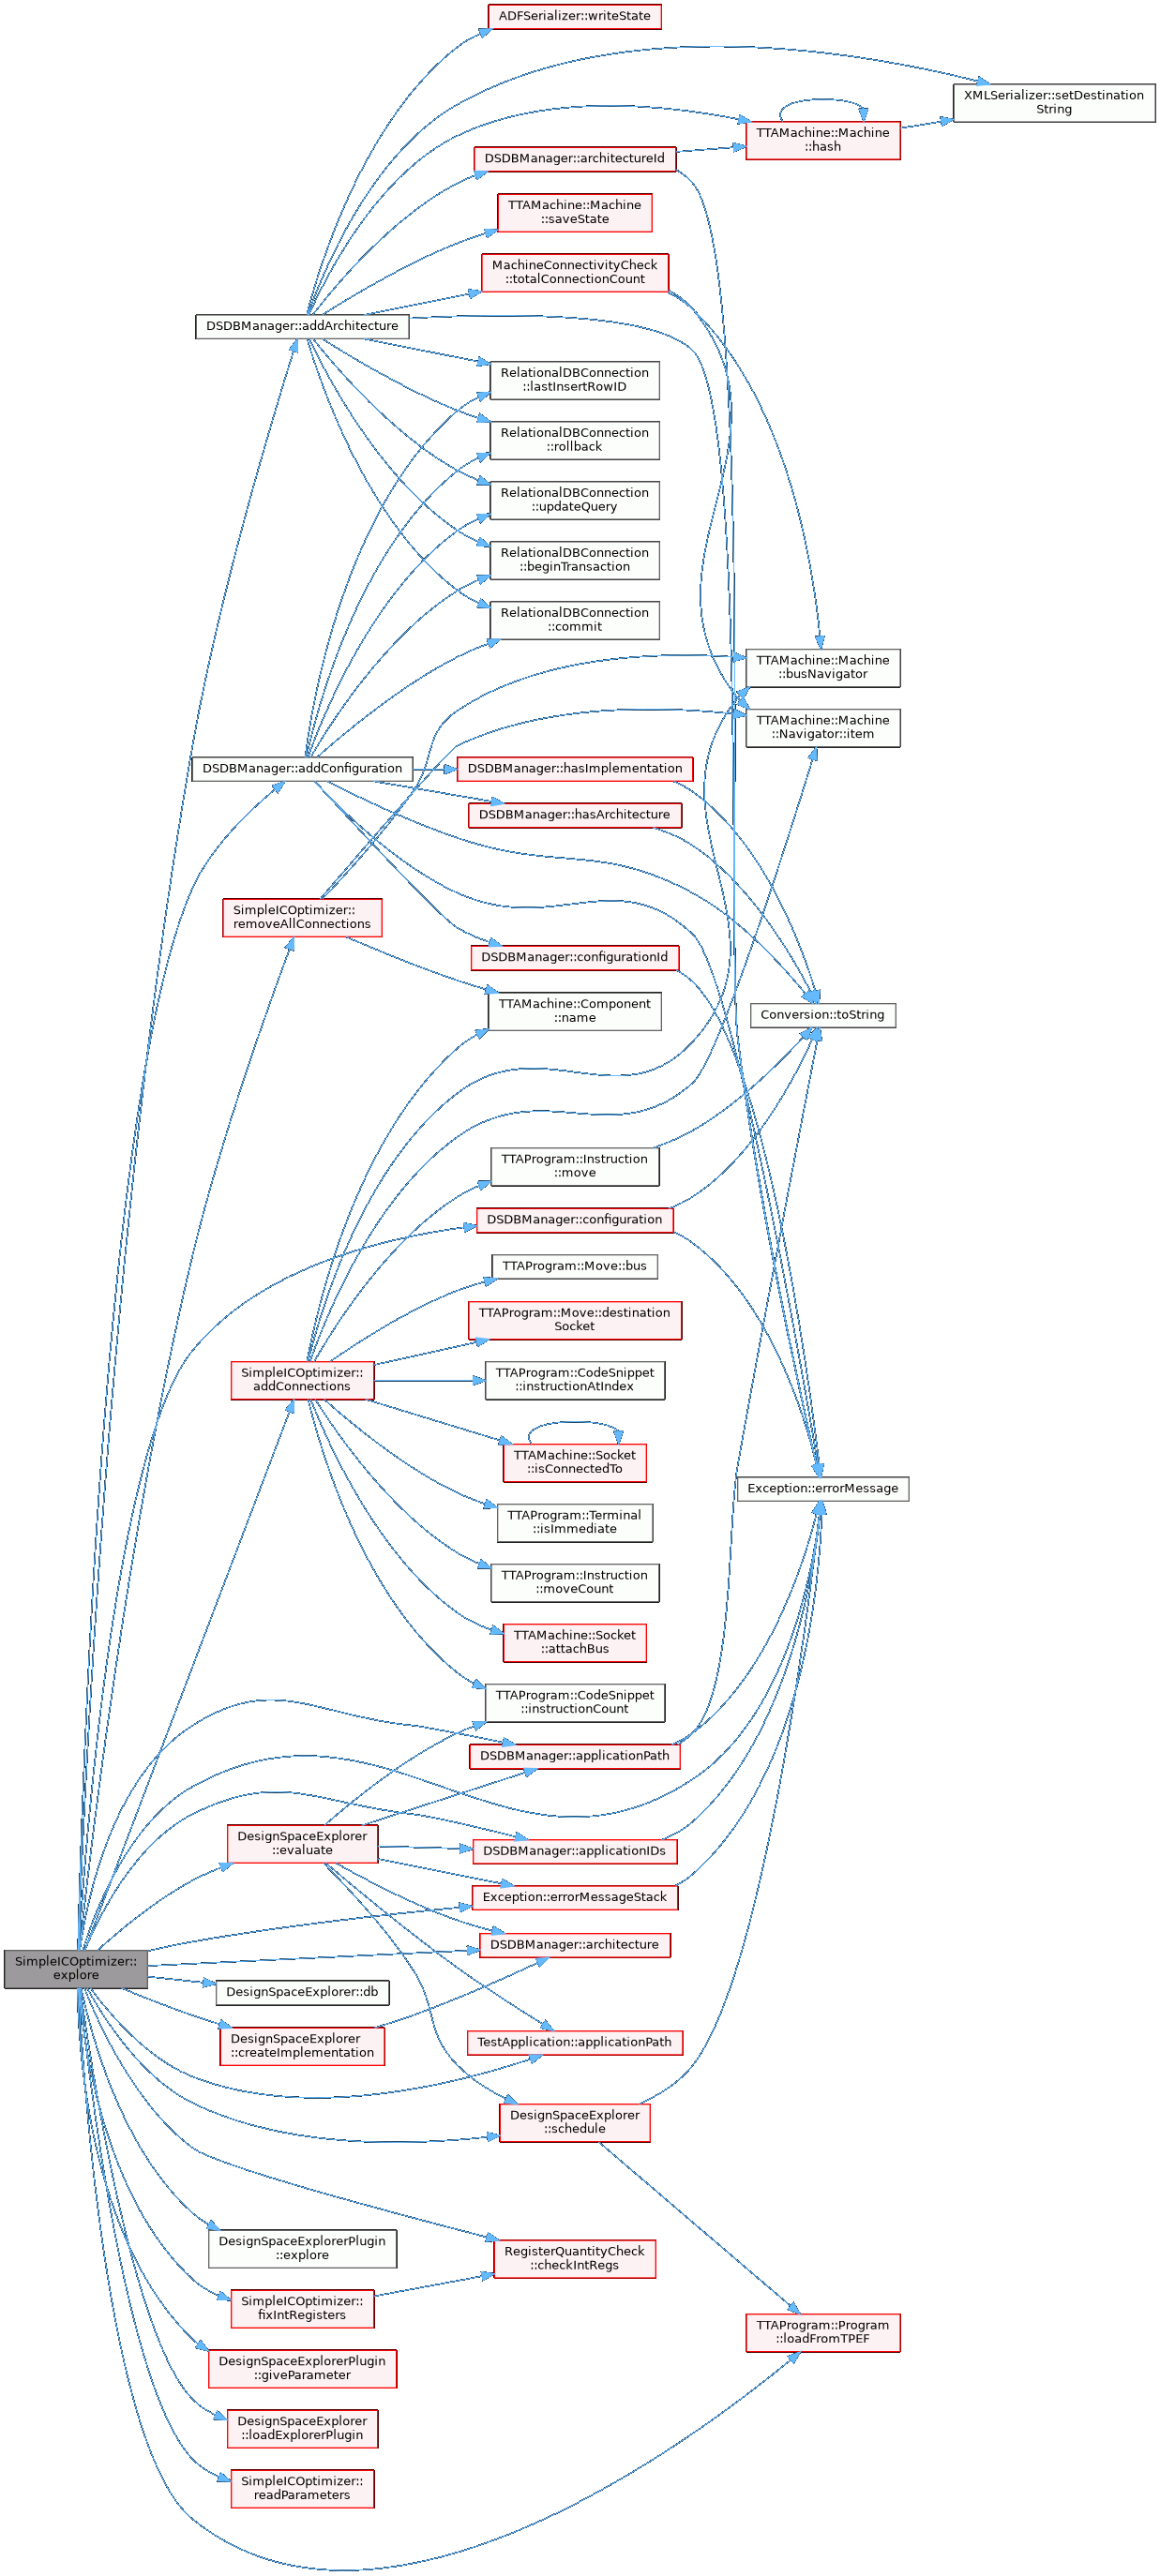 ADFSerializer::writeState
XMLSerializer::setDestination
String
TTAMachine::Machine
::hash
DSDBManager::architectureId
TTAMachine::Machine
::saveState
MachineConnectivityCheck
::totalConnectionCount
DSDBManager::addArchitecture
RelationalDBConnection
::lastInsertRowID
RelationalDBConnection
::rollback
RelationalDBConnection
::updateQuery
RelationalDBConnection
::beginTransaction
RelationalDBConnection
::commit
TTAMachine::Machine
::busNavigator
TTAMachine::Machine
::Navigator::item
DSDBManager::addConfiguration
DSDBManager::hasImplementation
DSDBManager::hasArchitecture
SimpleICOptimizer::
removeAllConnections
DSDBManager::configurationId
TTAMachine::Component
::name
Conversion::toString
TTAProgram::Instruction
::move
DSDBManager::configuration
TTAProgram::Move::bus
TTAProgram::Move::destination
Socket
SimpleICOptimizer::
addConnections
TTAProgram::CodeSnippet
::instructionAtIndex
TTAMachine::Socket
::isConnectedTo
Exception::errorMessage
TTAProgram::Terminal
::isImmediate
TTAProgram::Instruction
::moveCount
TTAMachine::Socket
::attachBus
TTAProgram::CodeSnippet
::instructionCount
DSDBManager::applicationPath
DesignSpaceExplorer
::evaluate
DSDBManager::applicationIDs
Exception::errorMessageStack
DSDBManager::architecture
SimpleICOptimizer::
explore
DesignSpaceExplorer::db
DesignSpaceExplorer
::createImplementation
TestApplication::applicationPath
DesignSpaceExplorer
::schedule
DesignSpaceExplorerPlugin
::explore
RegisterQuantityCheck
::checkIntRegs
SimpleICOptimizer::
fixIntRegisters
TTAProgram::Program
::loadFromTPEF
DesignSpaceExplorerPlugin
::giveParameter
DesignSpaceExplorer
::loadExplorerPlugin
SimpleICOptimizer::
readParameters